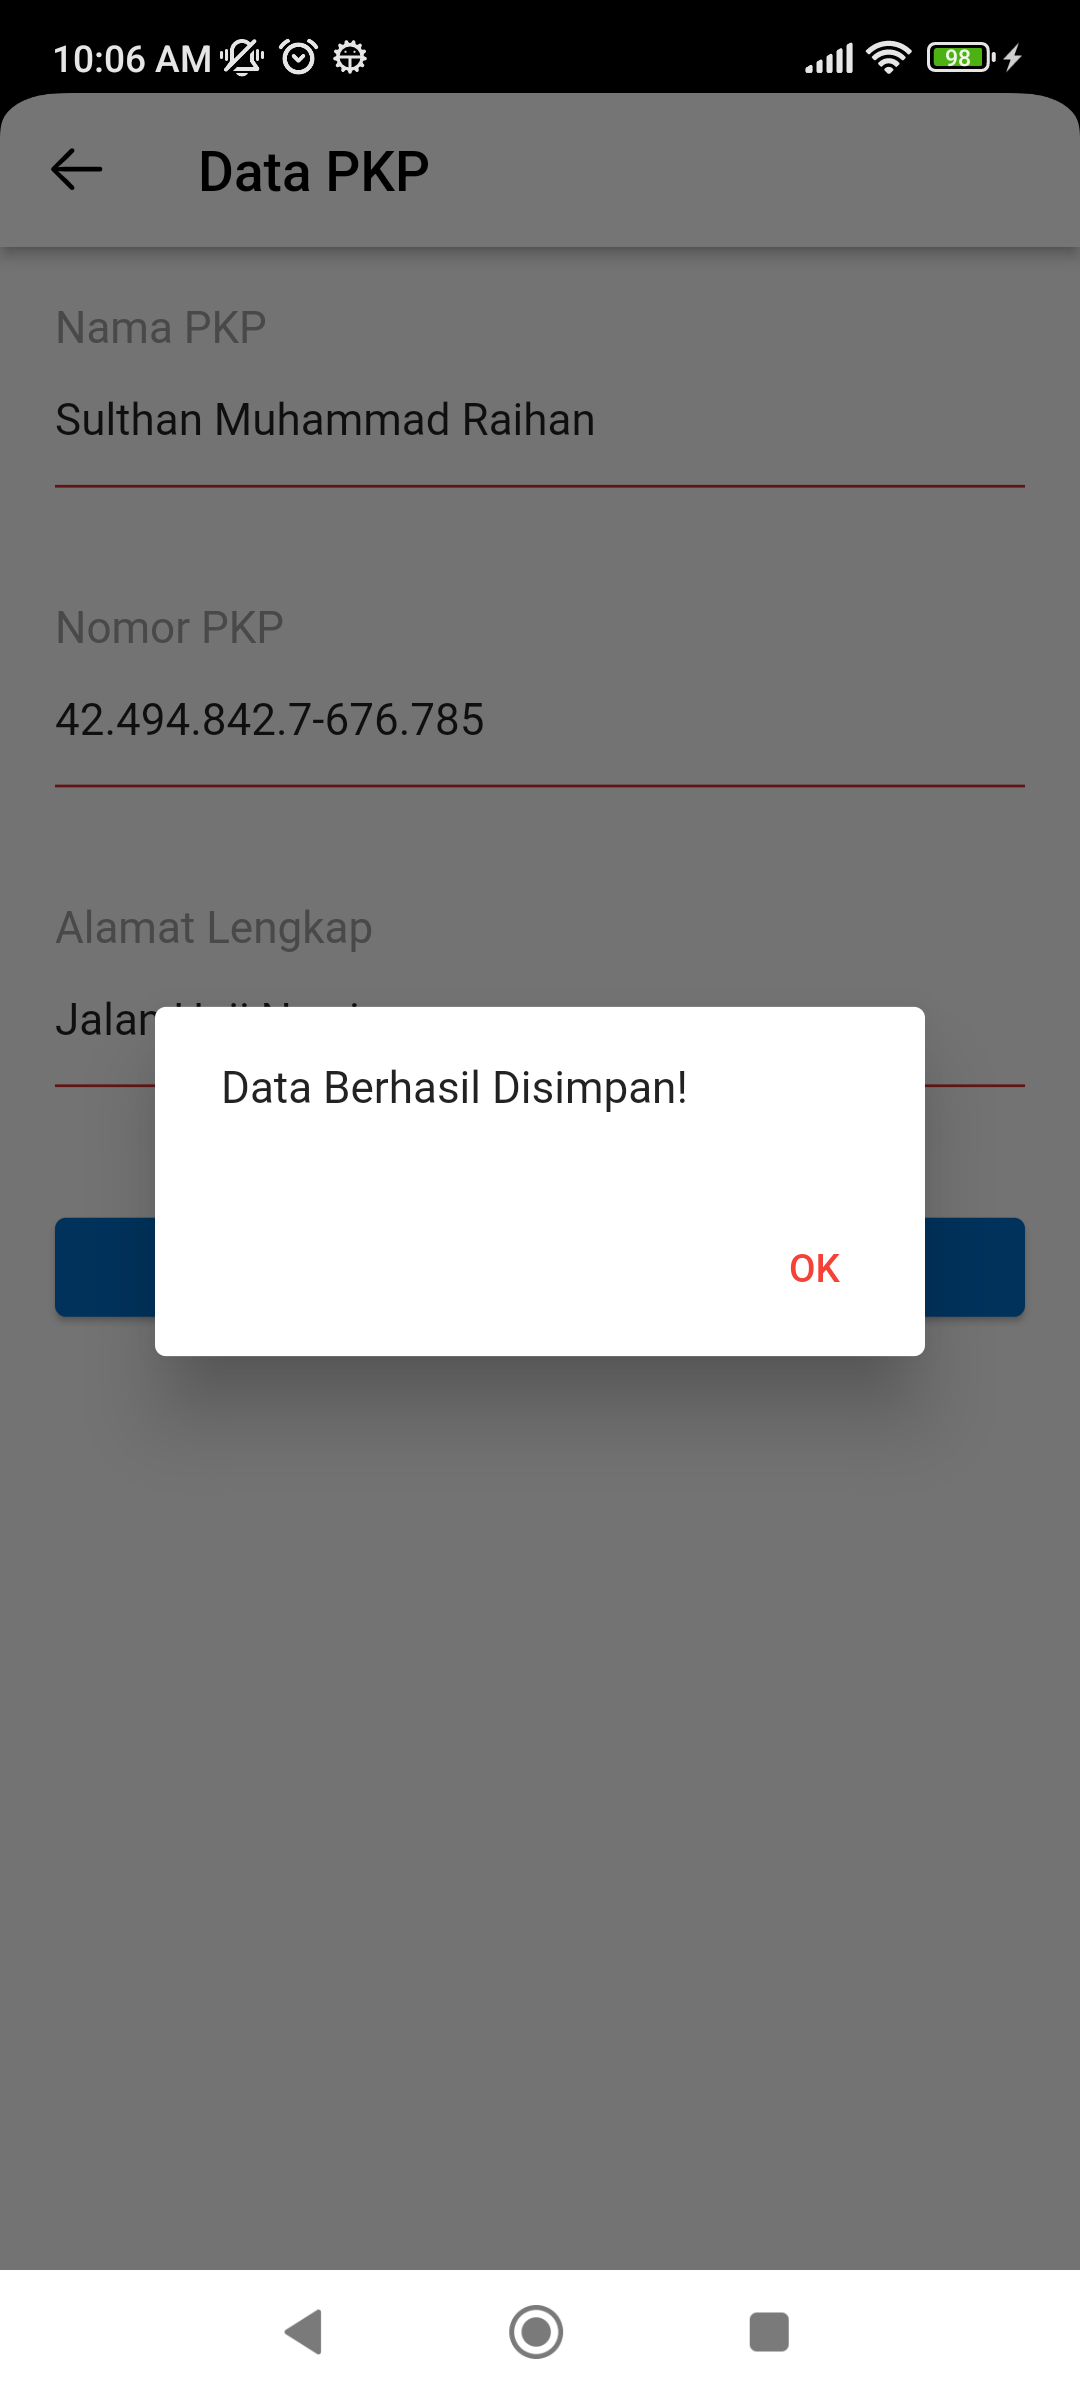 10:06 AM
98
Data PKP
Nama PKP
Sulthan Muhammad Raihan
Nomor PKP
42.494.842.7-676.785
Alamat Lengkap
Jalan
Data Berhasil Disimpan!
OK